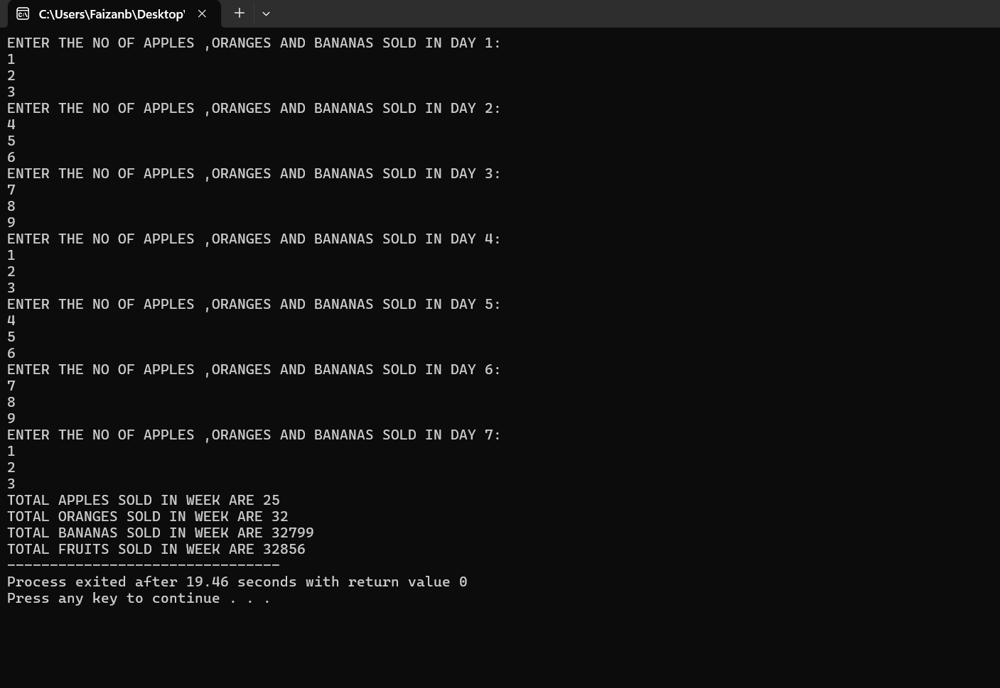 C:\Users\Faizanb\Desktop\
ENTER THE NO OF APPLES ,ORANGES AND BANANAS SOLD IN DAY 1:
1
2
3
ENTER THE NO OF APPLES ,ORANGES AND BANANAS SOLD IN DAY 2:
4
5
6
ENTER THE NO OF APPLES ,ORANGES AND BANANAS SOLD IN DAY 3:
7
8
9
ENTER THE NO OF APPLES ,ORANGES AND BANANAS SOLD IN DAY 4:
1
2
3
ENTER THE NO OF APPLES ,ORANGES AND BANANAS SOLD IN DAY 5:
4
5
6
ENTER THE NO OF APPLES ,ORANGES AND BANANAS SOLD IN DAY 6:
7
8
9
ENTER THE NO OF APPLES ,ORANGES AND BANANAS SOLD IN DAY 7:
1
2
3
TOTAL APPLES SOLD IN WEEK ARE 25
TOTAL ORANGES SOLD IN WEEK ARE 32
TOTAL BANANAS SOLD IN WEEK ARE 32799
TOTAL FRUITS SOLD IN WEEK ARE 32856
--------------------------------
Process exited after 19.46 seconds with return value 0
Press any key to continue . . .